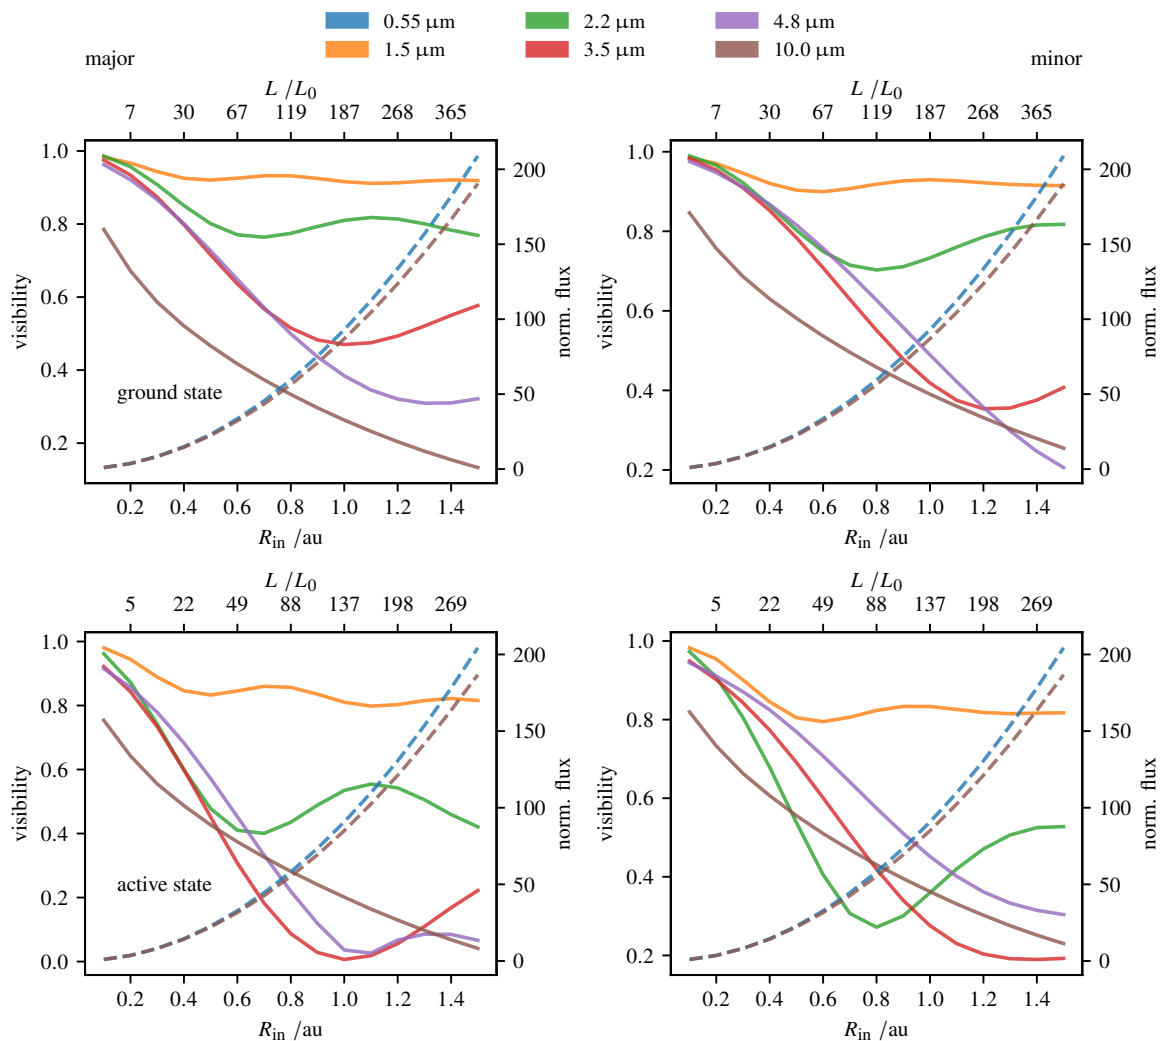 0.55 μm 2.2 μm 4.8 μm
1.5 μm 3.5 μm 10.0 μm
major minor
L /L0 L /L0
7 30 67 119 187 268 365 7 30 67 119 187 268 365
1.0 200 1.0 200
0.8 150 0.8 150
0.6 100 0.6 100
0.4 50 0.4 50
0.2 0 0.2 0
visibility norm. flux visibility norm. flux
ground state
0.2 0.4 0.6 0.8 1.0 1.2 1.4 0.2 0.4 0.6 0.8 1.0 1.2 1.4
Rin /au Rin /au
L /L0 L /L0
5 22 49 88 137 198 269 5 22 49 88 137 198 269
1.0 200 1.0 200
0.8 150 0.8 150
0.6 100 0.6 100
0.4 50 0.4 50
0.2 0 0.2 0
0.0
visibility norm. flux visibility norm. flux
active state
0.2 0.4 0.6 0.8 1.0 1.2 1.4 0.2 0.4 0.6 0.8 1.0 1.2 1.4
Rin /au Rin /au